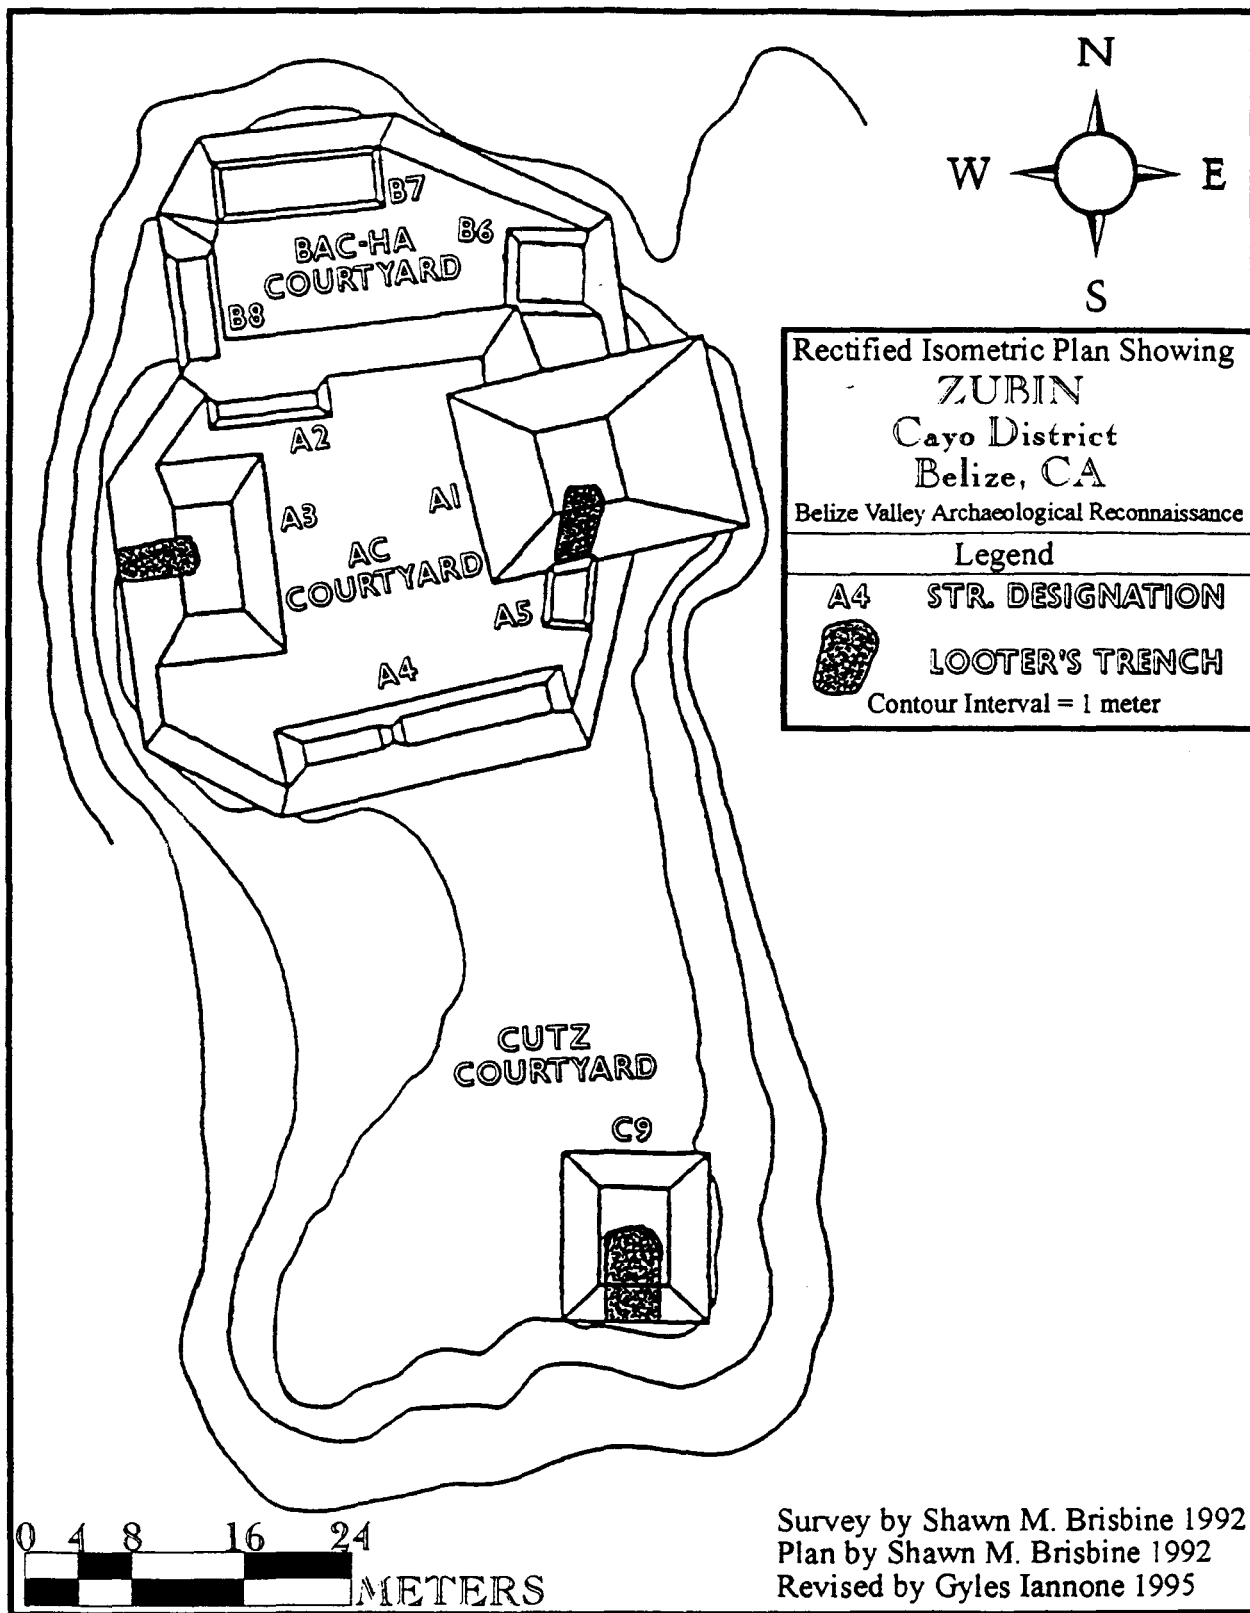 N
W E
S
B7
BAC-HA
COURTYARD
B6
B8
A2
A1
A3
AC
COURTYARD
A5
A4
CUTZ
COURTYARD
C9
Rectified Isometric Plan Showing
ZUBIN
Cayo District
Belize, CA
Belize Valley Archaeological Reconnaissance
Legend
A4 STR. DESIGNATION
LOOTER'S TRENCH
Contour Interval = 1 meter
0 4 8 16 24
METERS
Survey by Shawn M. Brisbine 1992
Plan by Shawn M. Brisbine 1992
Revised by Gyles Iannone 1995